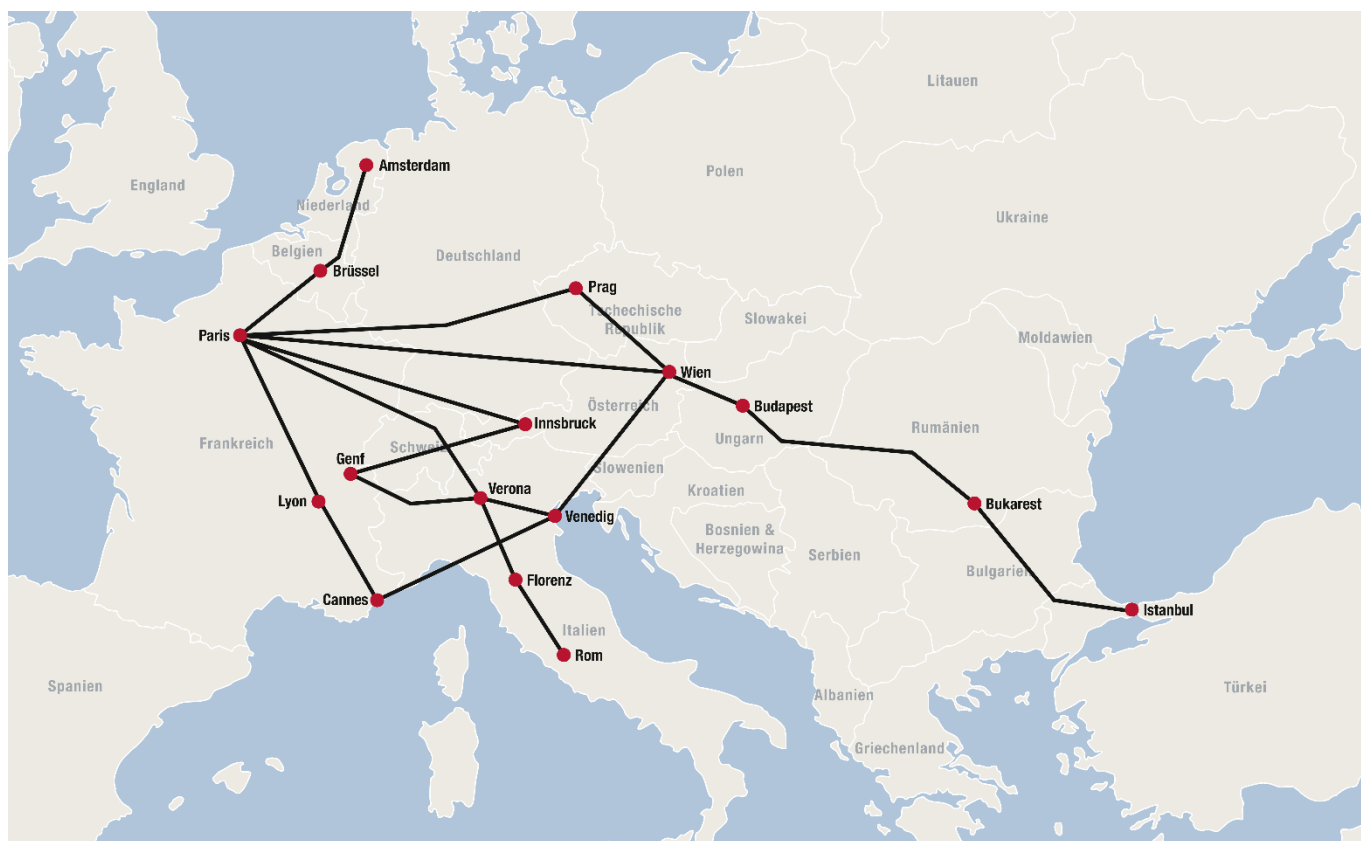 Litauen
Amsterdam
Polen
England
Niederland
Ukraine
Belgien
Deutschland
Brüssel
Prag
Tschechische
Republik
Slowakei
Paris
Moldawien
Wien
Budapest
Österreich
Innsbruck
Rumänien
Frankreich
Schweiz
Ungarn
Genf
Slowenien
Verona
Kroatien
Lyon
Bukarest
Venedig
Bosnien &
Herzegowina
Serbien
Bulgarien
Florenz
Cannes
Istanbul
Italien
Rom
Spanien
Albanien
Türkei
Griechenland